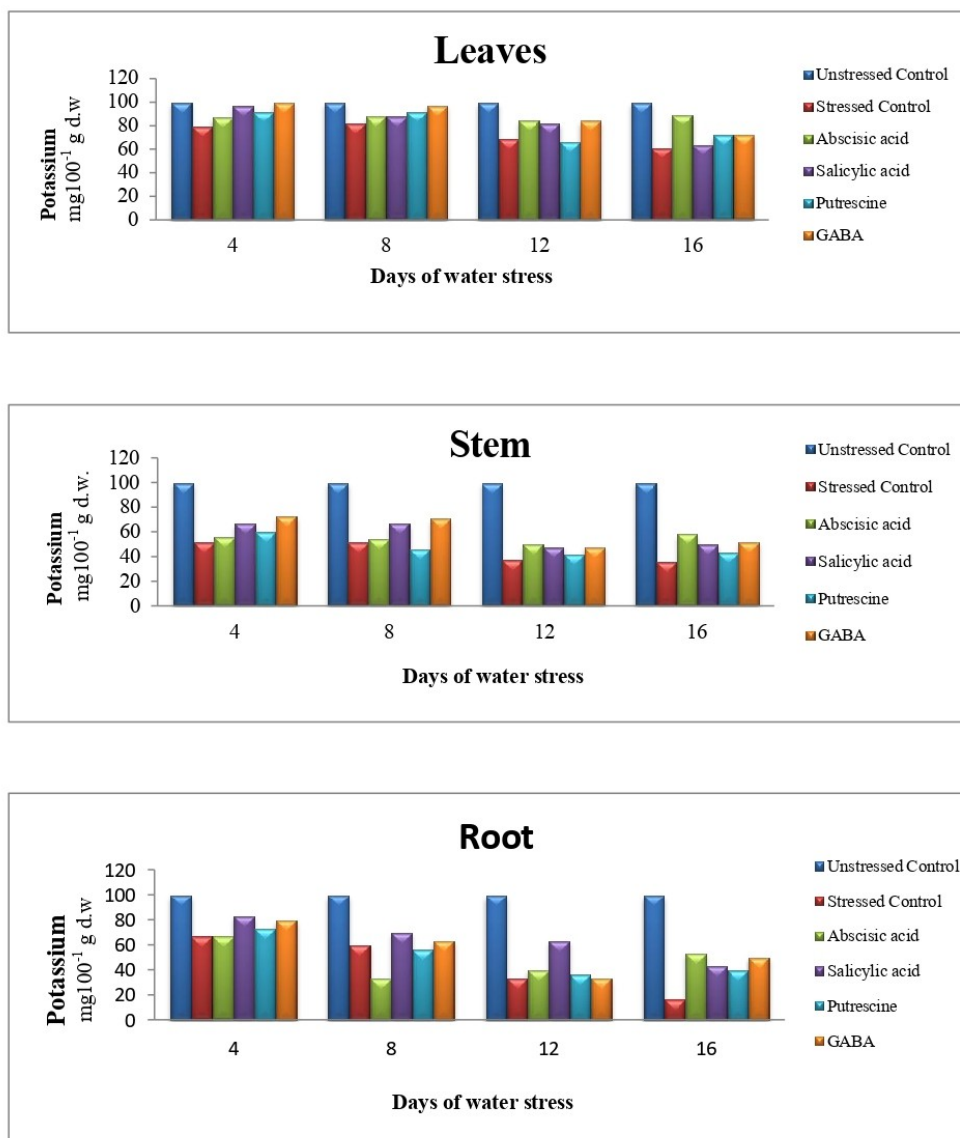 Leaves
Potassium
mg100⁻¹ g d.w
120
100
80
60
40
20
0
4 8 12 16
Days of water stress
Unstressed Control
Stressed Control
Abscisic acid
Salicylic acid
Putrescine
GABA
Stem
Potassium
mg100⁻¹ g d.w.
120
100
80
60
40
20
0
4 8 12 16
Days of water stress
Unstressed Control
Stressed Control
Abscisic acid
Salicylic acid
Putrescine
GABA
Root
Potassium
mg100⁻¹ g d.w
120
100
80
60
40
20
0
4 8 12 16
Days of water stress
Unstressed Control
Stressed Control
Abscisic acid
Salicylic acid
Putrescine
GABA